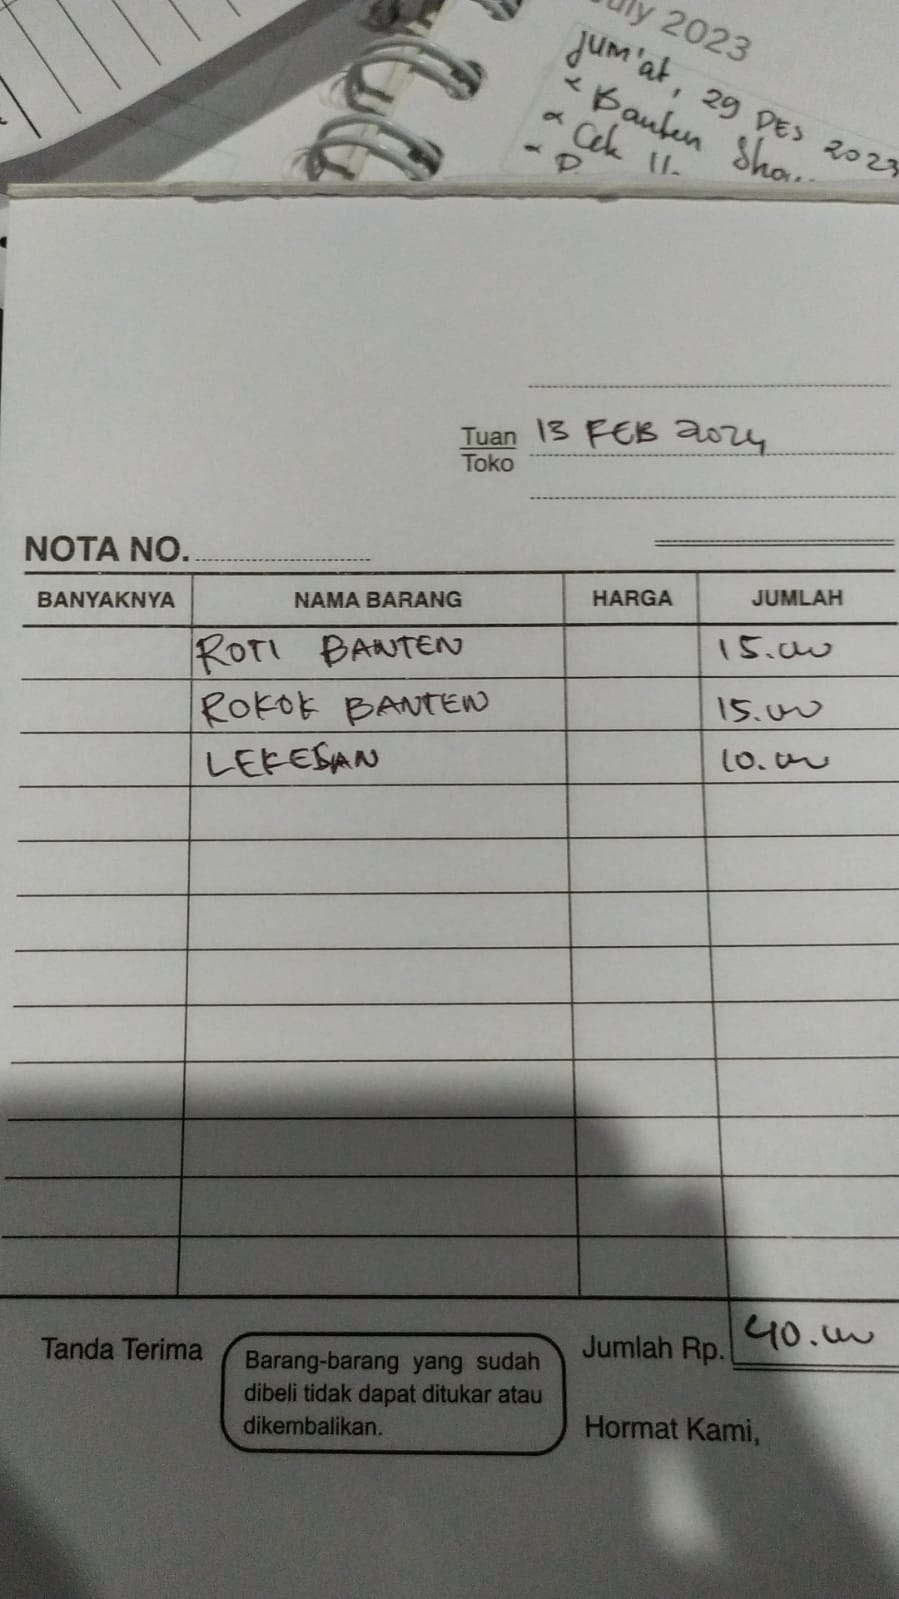 July 2023
Jum'at, 29 DES 2023
Banten
Cek
Tuan 13 FEB 2024
Toko
NOTA NO.
BANYAKNYA NAMA BARANG HARGA JUMLAH
ROTI BANTEN 15.000
ROKOK BANTEN 15.000
LEKESAN 10.000
Tanda Terima
Barang-barang yang sudah
dibeli tidak dapat ditukar atau
dikembalikan.
Jumlah Rp. 40.000
Hormat Kami,